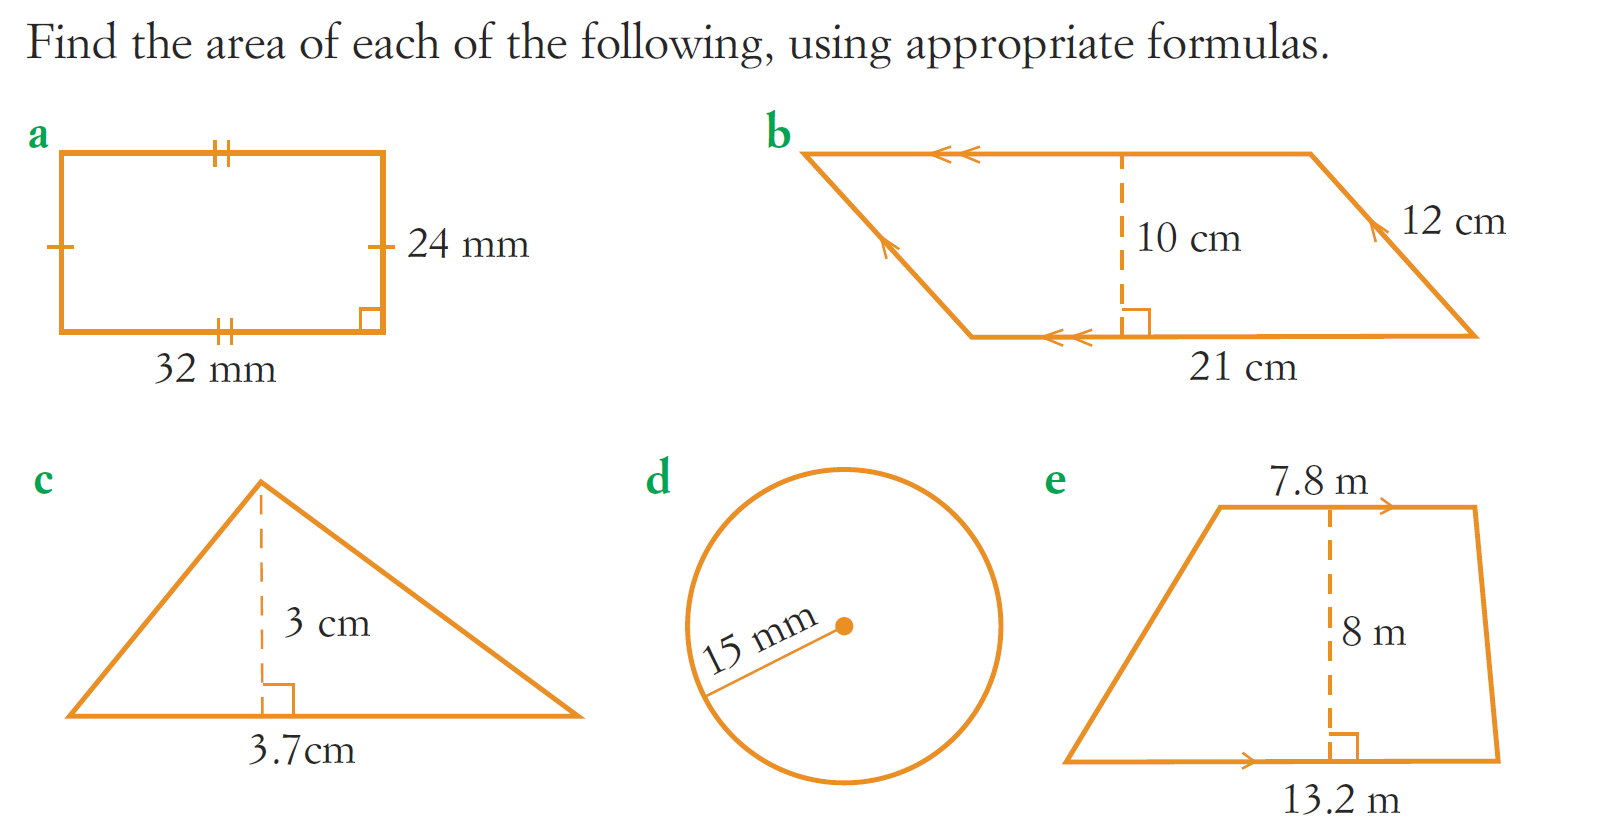 Find the area of each of the following, using appropriate formulas.
a
24 mm
32 mm
b
10 cm
12 cm
21 cm
c
3 cm
3.7cm
d
15 mm
e
7.8 m
8 m
13.2 m